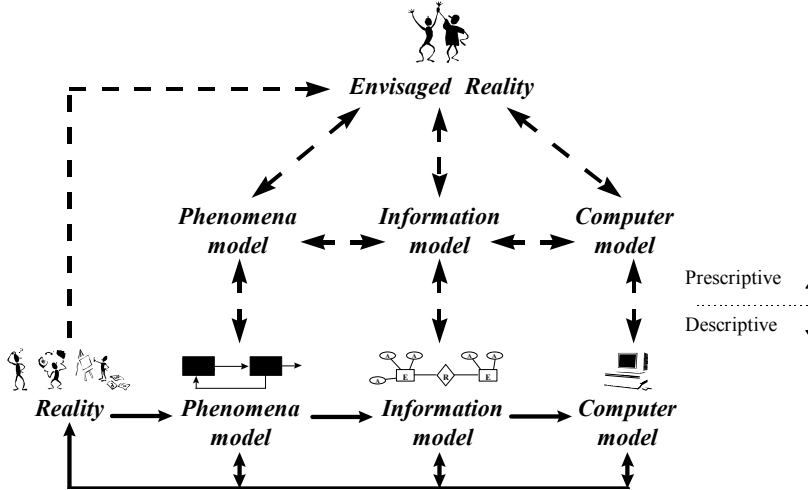 Envisaged Reality
Phenomena
model
Information
model
Computer
model
Prescriptive
Descriptive
A
A
A
A
A
E
R
E
Reality
Phenomena
model
Information
model
Computer
model